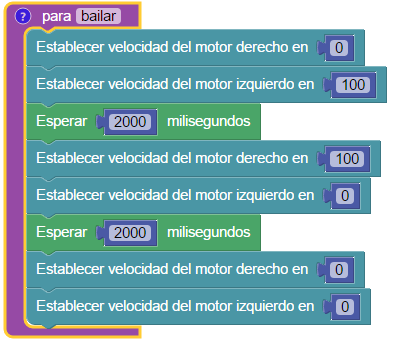 ? para bailar
Establecer velocidad del motor derecho en 0
Establecer velocidad del motor izquierdo en 100
Esperar 2000 milisegundos
Establecer velocidad del motor derecho en 100
Establecer velocidad del motor izquierdo en 0
Esperar 2000 milisegundos
Establecer velocidad del motor derecho en 0
Establecer velocidad del motor izquierdo en 0